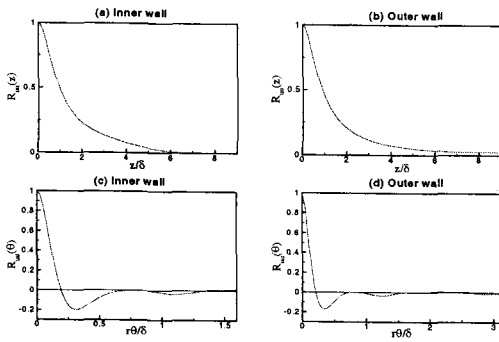 (a) Inner wall
(b) Outer wall
R_uu(z)
1
0.5
0
0 2 4 6 8
z/δ
R_uu(z)
1
0.5
0
0 2 4 6 8
z/δ
(c) Inner wall
(d) Outer wall
R_uu(θ)
1
0.8
0.6
0.4
0.2
0
-0.2
0 0.5 1 1.5
rθ/δ
R_uu(θ)
1
0.8
0.6
0.4
0.2
0
-0.2
0 1 2 3
rθ/δ